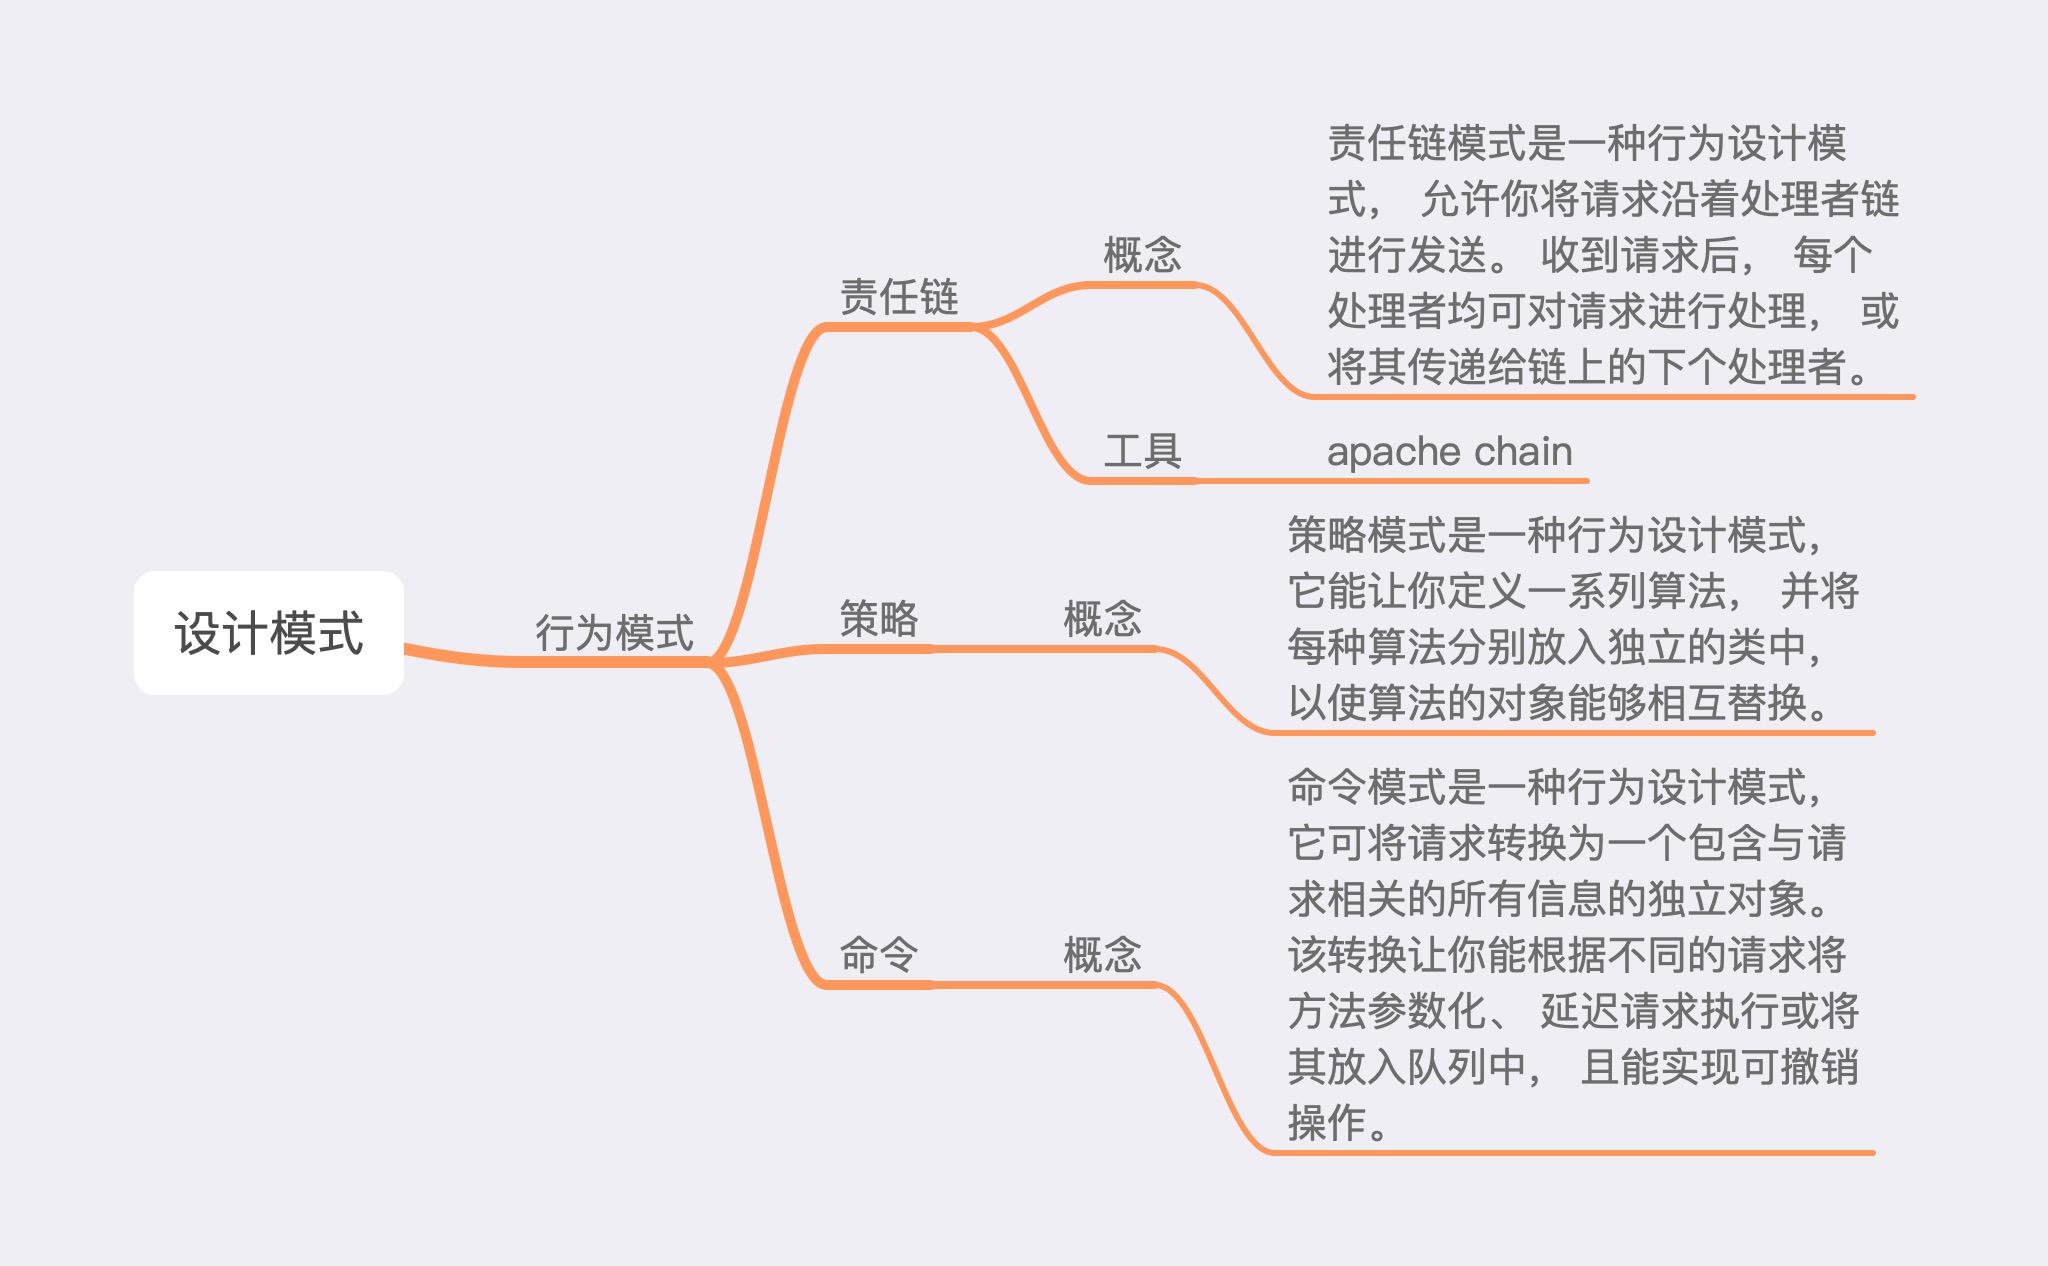 设计模式
行为模式
责任链
概念
责任链模式是一种行为设计模
式， 允许你将请求沿着处理者链
进行发送。 收到请求后， 每个
处理者均可对请求进行处理， 或
将其传递给链上的下个处理者。
工具
apache chain
策略
概念
策略模式是一种行为设计模式，
它能让你定义一系列算法， 并将
每种算法分别放入独立的类中，
以使算法的对象能够相互替换。
命令
概念
命令模式是一种行为设计模式，
它可将请求转换为一个包含与请
求相关的所有信息的独立对象。
该转换让你能根据不同的请求将
方法参数化、 延迟请求执行或将
其放入队列中， 且能实现可撤销
操作。